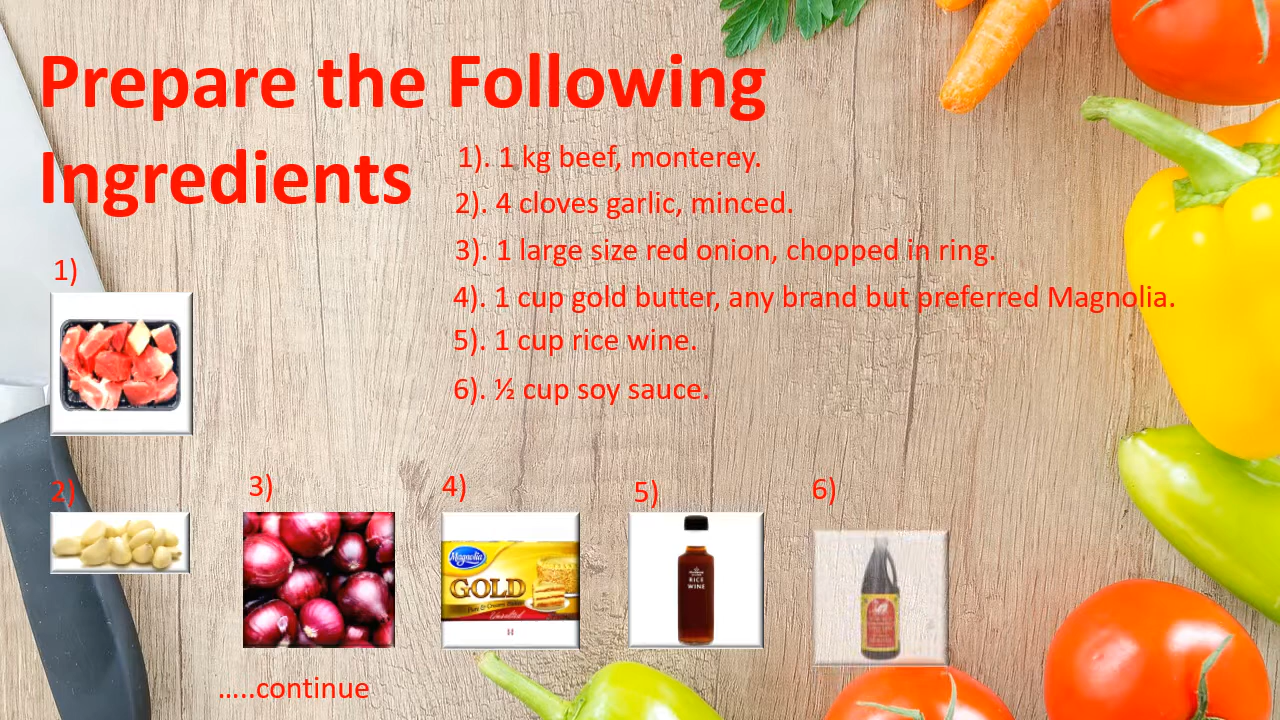 Prepare the Following
Ingredients
1). 1 kg beef, monterey.
2). 4 cloves garlic, minced.
3). 1 large size red onion, chopped in ring.
4). 1 cup gold butter, any brand but preferred Magnolia.
5). 1 cup rice wine.
6). ½ cup soy sauce.
1)
2)
3)
4)
5)
6)
Magnolia
GOLD
Unsalted
RICE
WINE
.....continue